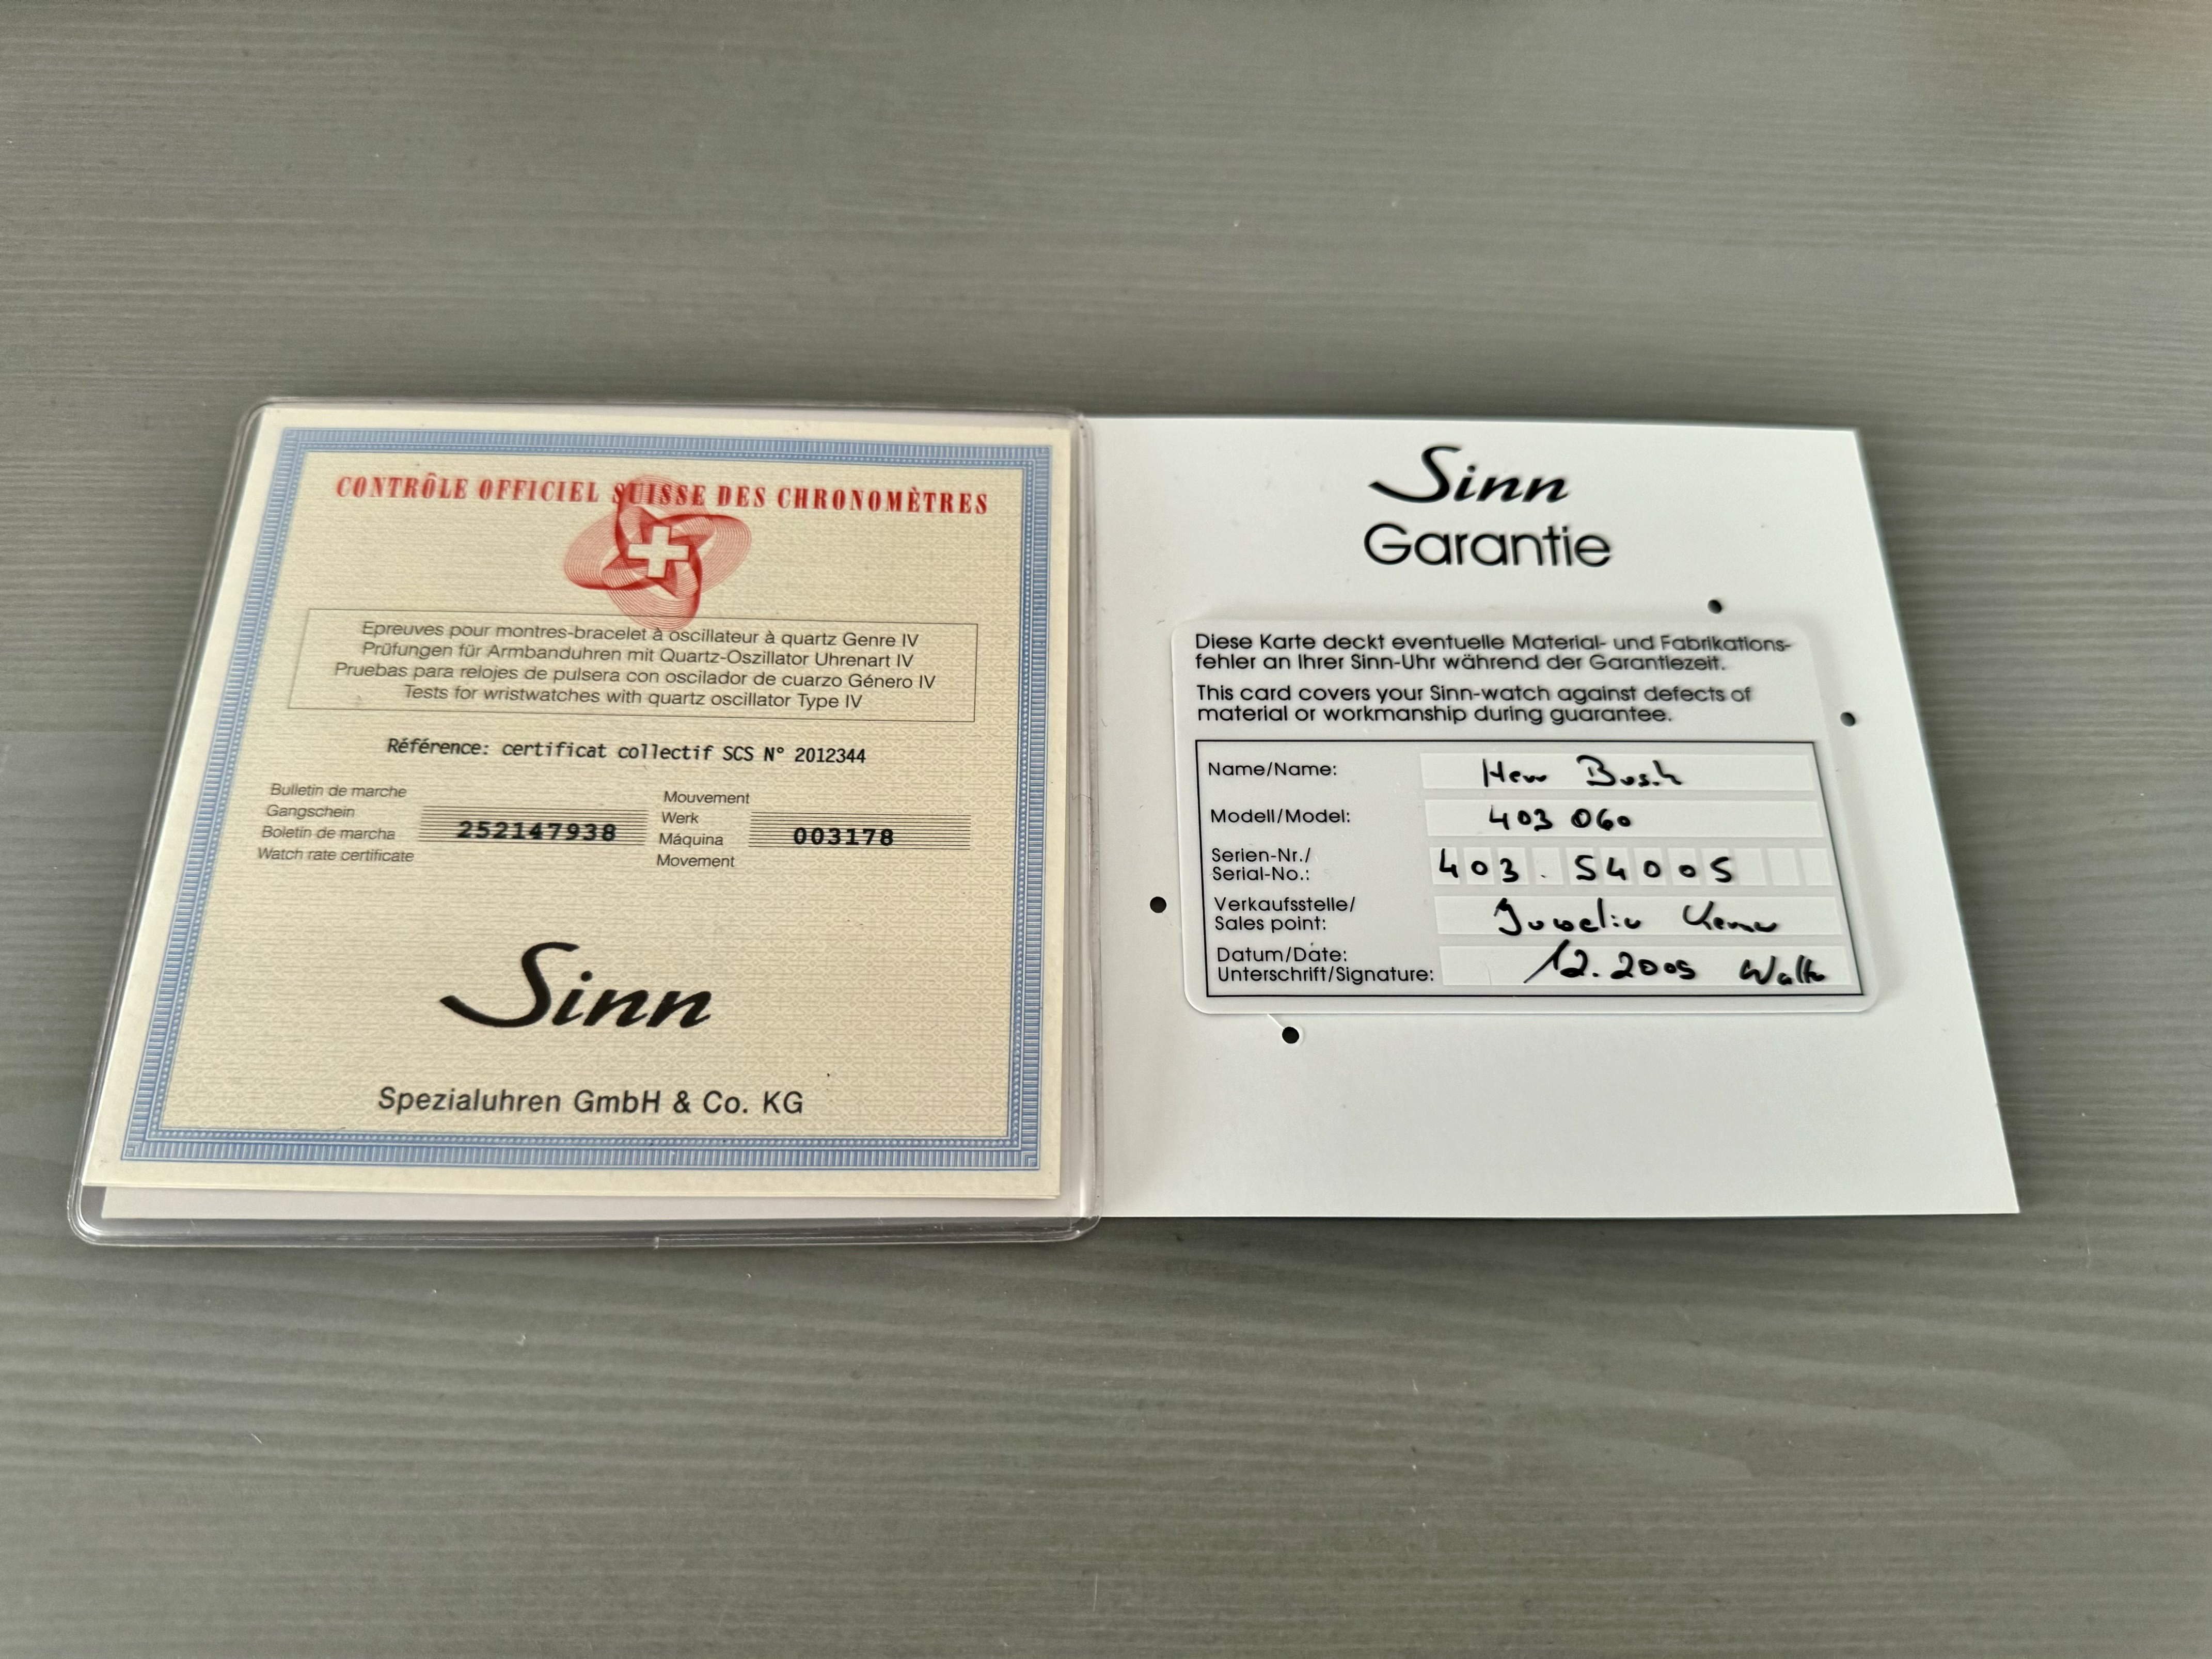 CONTRÔLE OFFICIEL SUISSE DES CHRONOMÈTRES
Epreuves pour montres-bracelet à oscillateur à quartz Genre IV
Prüfungen für Armbanduhren mit Quartz-Oszillator Uhrenart IV
Pruebas para relojes de pulsera con oscilador de cuarzo Género IV
Tests for wristwatches with quartz oscillator Type IV
Référence: certificat collectif SCS N° 2012344
Bulletin de marche
Gangschein
Boletin de marcha
Watch rate certificate
252147938
Mouvement
Werk
Máquina
Movement
003178
Sinn
Spezialuhren GmbH & Co. KG
Sinn
Garantie
Diese Karte deckt eventuelle Material- und Fabrikations-
fehler an Ihrer Sinn-Uhr während der Garantiezeit.
This card covers your Sinn-watch against defects of
material or workmanship during guarantee.
Name/Name: Herr Busch
Modell/Model: 403 060
Serien-Nr./
Serial-No.: 403.54005
Verkaufsstelle/
Sales point: Juwelier
Datum/Date:
Unterschrift/Signature: 12.2005